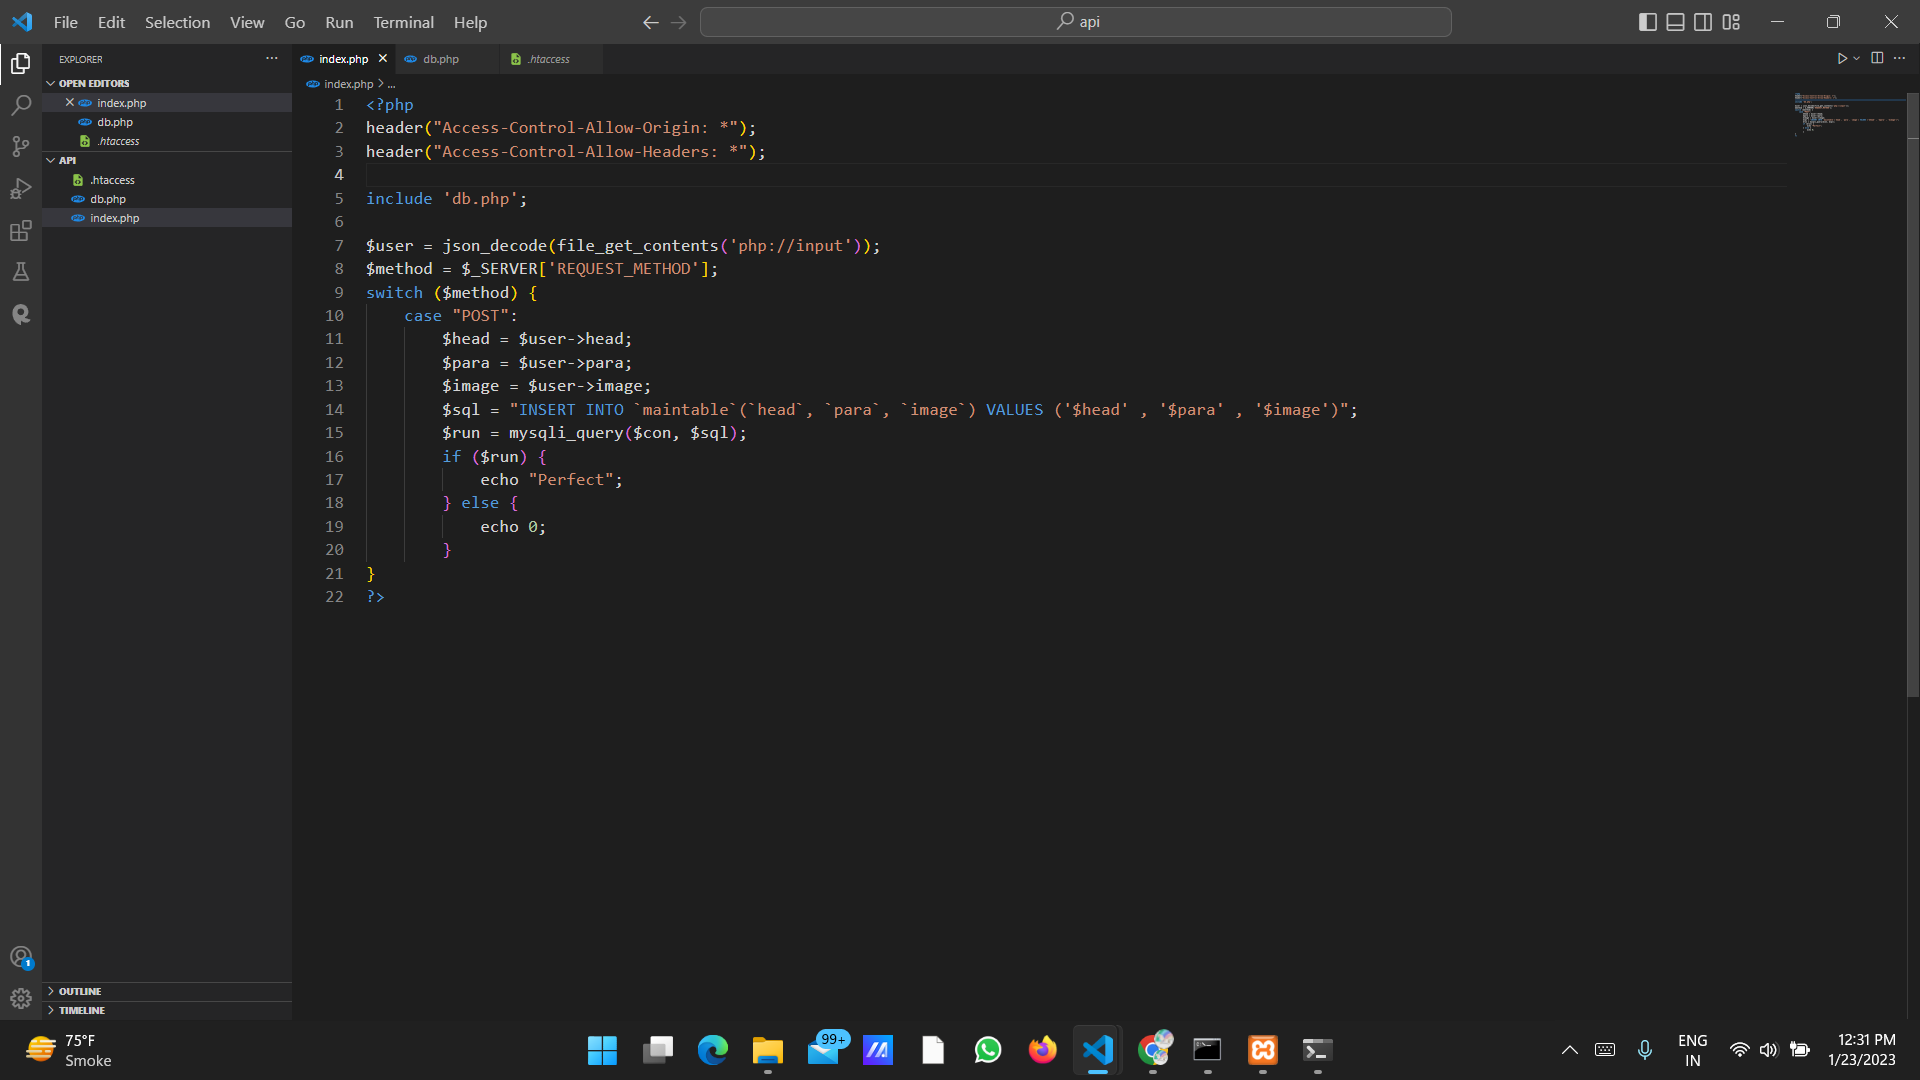 File Edit Selection View Go Run Terminal Help
api
EXPLORER
OPEN EDITORS
index.php
db.php
.htaccess
API
.htaccess
db.php
index.php
OUTLINE
TIMELINE
index.php
db.php
.htaccess
index.php > ...
1 <?php
2 header("Access-Control-Allow-Origin: *");
3 header("Access-Control-Allow-Headers: *");
4
5 include 'db.php';
6
7 $user = json_decode(file_get_contents('php://input'));
8 $method = $_SERVER['REQUEST_METHOD'];
9 switch ($method) {
10     case "POST":
11         $head = $user->head;
12         $para = $user->para;
13         $image = $user->image;
14         $sql = "INSERT INTO `maintable`(`head`, `para`, `image`) VALUES ('$head' , '$para' , '$image')";
15         $run = mysqli_query($con, $sql);
16         if ($run) {
17             echo "Perfect";
18         } else {
19             echo 0;
20         }
21 }
22 ?>
1
75°F
Smoke
99+
ENG
IN
12:31 PM
1/23/2023